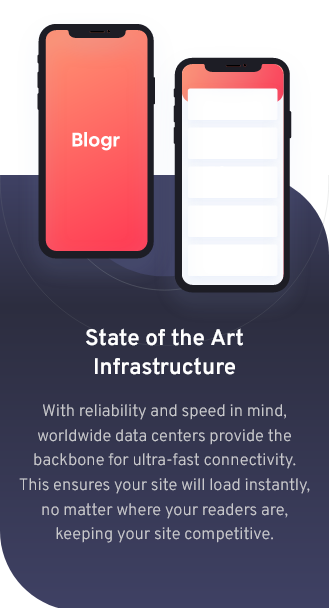 Blogr
State of the Art
Infrastructure
With reliability and speed in mind,
worldwide data centers provide the
backbone for ultra-fast connectivity.
This ensures your site will load instantly,
no matter where your readers are,
keeping your site competitive.